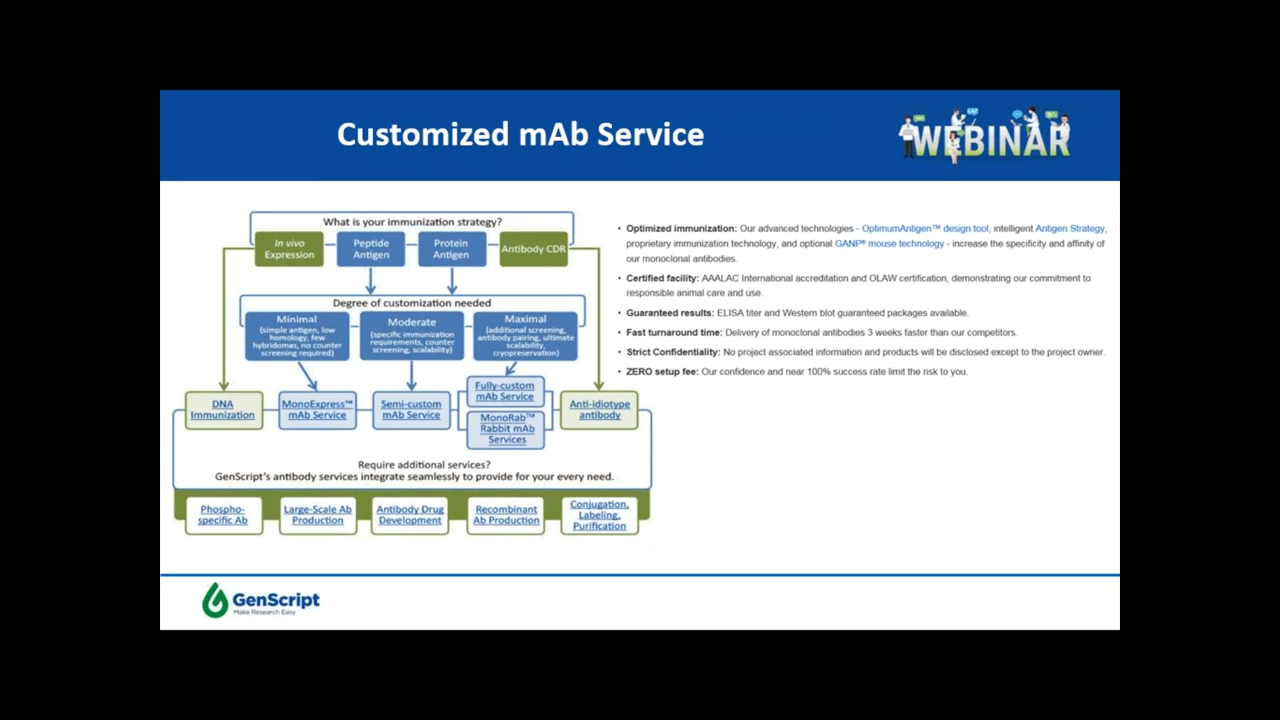 Customized mAb Service
WEBINAR
What is your immunization strategy?
In vivo
Expression
Peptide
Antigen
Protein
Antigen
Antibody CDR
Degree of customization needed
Minimal
(simple antigen, low
homology, few
hybridomas, no counter
screening required)
Moderate
(specific immunization
requirements, counter
screening, scalability)
Maximal
(additional screening,
antibody pairing, ultimate
scalability,
cryopreservation)
DNA
Immunization
MonoExpress™
mAb Service
Semi-custom
mAb Service
Fully-custom
mAb Service
MonoRab™
Rabbit mAb
Services
Anti-idiotype
antibody
Require additional services?
GenScript's antibody services integrate seamlessly to provide for your every need.
Phospho-
specific Ab
Large-Scale Ab
Production
Antibody Drug
Development
Recombinant
Ab Production
Conjugation,
Labeling,
Purification
• Optimized immunization: Our advanced technologies - OptimumAntigen™ design tool, intelligent Antigen Strategy,
proprietary immunization technology, and optional GANP® mouse technology - increase the specificity and affinity of
our monoclonal antibodies.
• Certified facility: AAALAC International accreditation and OLAW certification, demonstrating our commitment to
responsible animal care and use.
• Guaranteed results: ELISA titer and Western blot guaranteed packages available.
• Fast turnaround time: Delivery of monoclonal antibodies 3 weeks faster than our competitors.
• Strict Confidentiality: No project associated information and products will be disclosed except to the project owner.
• ZERO setup fee: Our confidence and near 100% success rate limit the risk to you.
GenScript
Make Research Easy